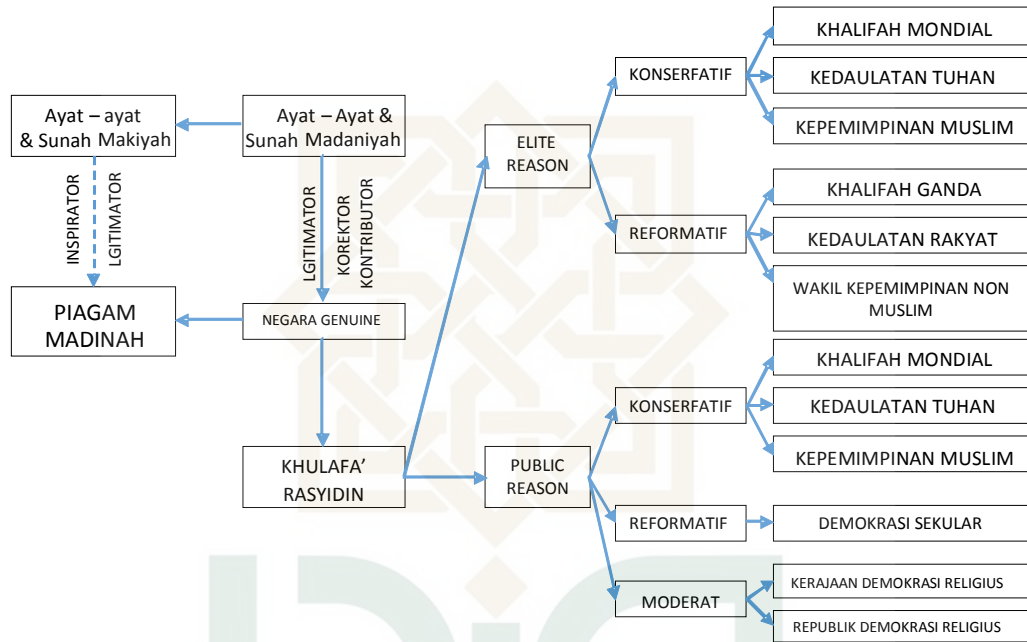 Ayat – ayat
& Sunah Makiyah
Ayat – Ayat &
Sunah Madaniyah
INSPIRATOR
LGITIMATOR
LGITIMATOR
KOREKTOR
KONTRIBUTOR
PIAGAM
MADINAH
NEGARA GENUINE
KHULAFA’
RASYIDIN
ELITE
REASON
KONSERFATIF
KHALIFAH MONDIAL
KEDAULATAN TUHAN
KEPEMIMPINAN MUSLIM
REFORMATIF
KHALIFAH GANDA
KEDAULATAN RAKYAT
WAKIL KEPEMIMPINAN NON
MUSLIM
PUBLIC
REASON
KONSERFATIF
KHALIFAH MONDIAL
KEDAULATAN TUHAN
KEPEMIMPINAN MUSLIM
REFORMATIF
DEMOKRASI SEKULAR
MODERAT
KERAJAAN DEMOKRASI RELIGIUS
REPUBLIK DEMOKRASI RELIGIUS